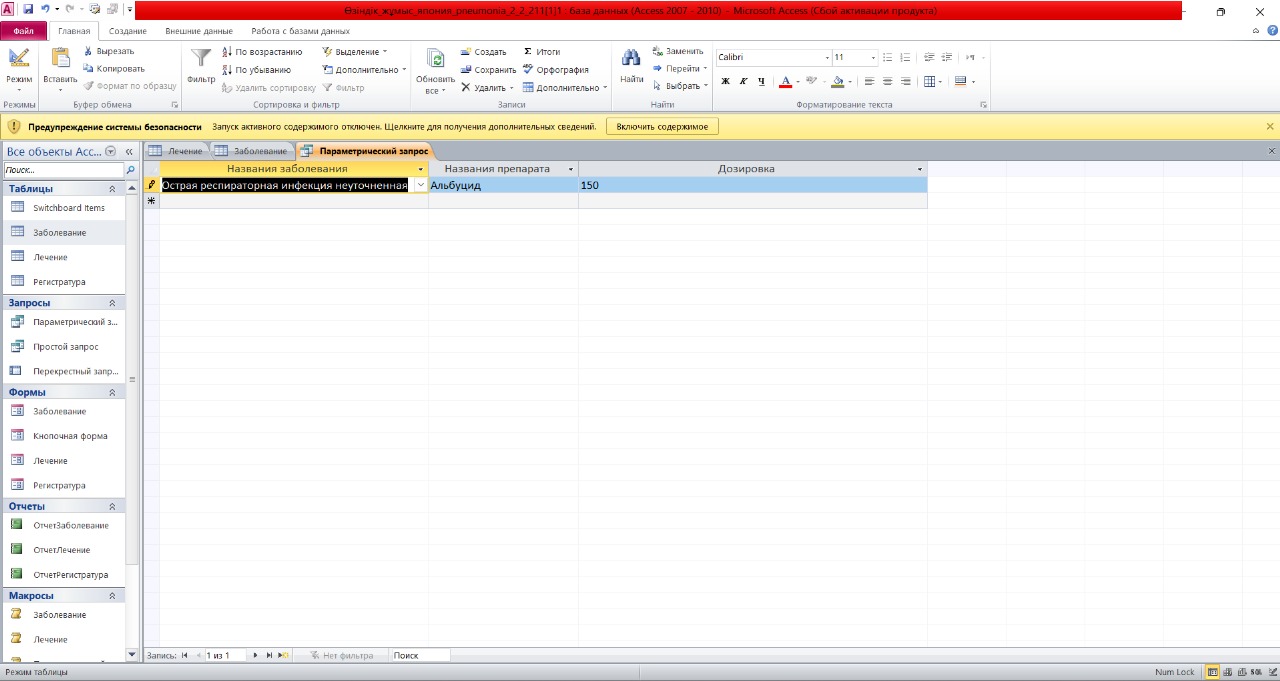 Өзіндік жұмыс_япония_pneumonia_2_2_211[1]1 : база данных (Access 2007 - 2010) - Microsoft Access (Сбой активации продукта)
Файл Главная Создание Внешние данные Работа с базами данных
Режим
Режимы
Вставить
Вырезать
Копировать
Формат по образцу
Буфер обмена
Фильтр
По возрастанию
По убыванию
Удалить сортировку
Выделение
Дополнительно
Фильтр
Сортировка и фильтр
Обновить все
Создать
Сохранить
Удалить
Итоги
Орфография
Дополнительно
Записи
Найти
Заменить
Перейти
Выбрать
Найти
Calibri 11
Ж К Ч А
Форматирование текста
Предупреждение системы безопасности Запуск активного содержимого отключен. Щелкните для получения дополнительных сведений. Включить содержимое
Все объекты Acc...
Поиск...
Таблицы
Switchboard Items
Заболевание
Лечение
Регистратура
Запросы
Параметрический з...
Простой запрос
Перекрестный запр...
Формы
Заболевание
Кнопочная форма
Лечение
Регистратура
Отчеты
ОтчетЗаболевание
ОтчетЛечение
ОтчетРегистратура
Макросы
Заболевание
Лечение
Лечение Заболевание Параметрический запрос
Названия заболевания Названия препарата Дозировка
Острая респираторная инфекция неуточненная Альбуцид 150
Запись: 1 из 1 Нет фильтра Поиск
Режим таблицы Num Lock SQL